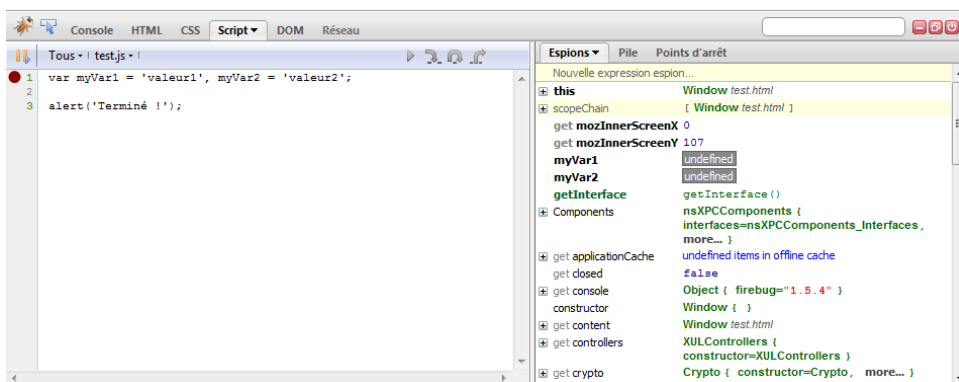 Console HTML CSS Script DOM Réseau
Tous test.js
1 var myVar1 = 'valeur1', myVar2 = 'valeur2';
2
3 alert('Terminé !');
Espions Pile Points d'arrêt
Nouvelle expression espion...
this Window test.html
scopeChain [ Window test.html ]
get mozInnerScreenX 0
get mozInnerScreenY 107
myVar1 undefined
myVar2 undefined
getInterface getInterface()
Components nsXPCComponents {
interfaces=nsXPCComponents_Interfaces,
more... }
get applicationCache undefined items in offline cache
get closed false
get console Object { firebug="1.5.4" }
constructor Window { }
get content Window test.html
get controllers XULControllers {
constructor=XULControllers }
get crypto Crypto { constructor=Crypto, more... }